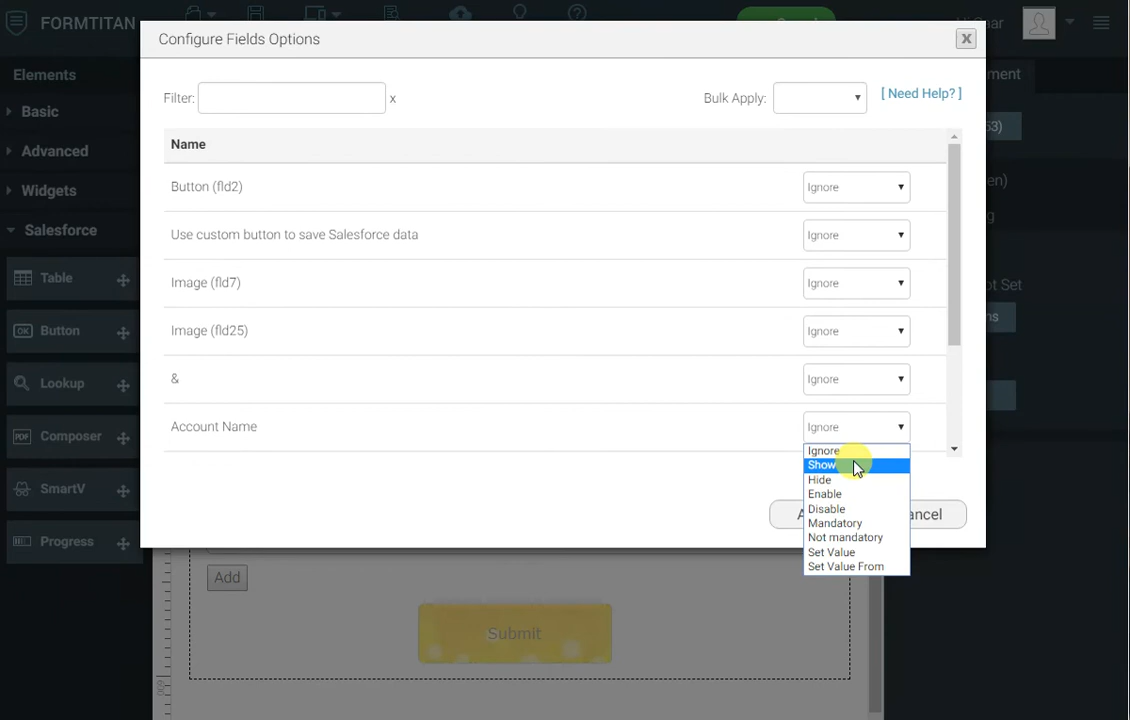 FORMTITAN
Configure Fields Options
X
Elements
Filter:
x
Bulk Apply:
[ Need Help? ]
Basic
Name
Advanced
Button (fld2)
Ignore
Widgets
Use custom button to save Salesforce data
Ignore
Salesforce
Table
Image (fld7)
Ignore
OK Button
Image (fld25)
Ignore
Lookup
&
Ignore
PDF Composer
Account Name
Ignore
Ignore
Show
Hide
Enable
Disable
Mandatory
Not mandatory
Set Value
Set Value From
SmartV
Progress
Add
Submit